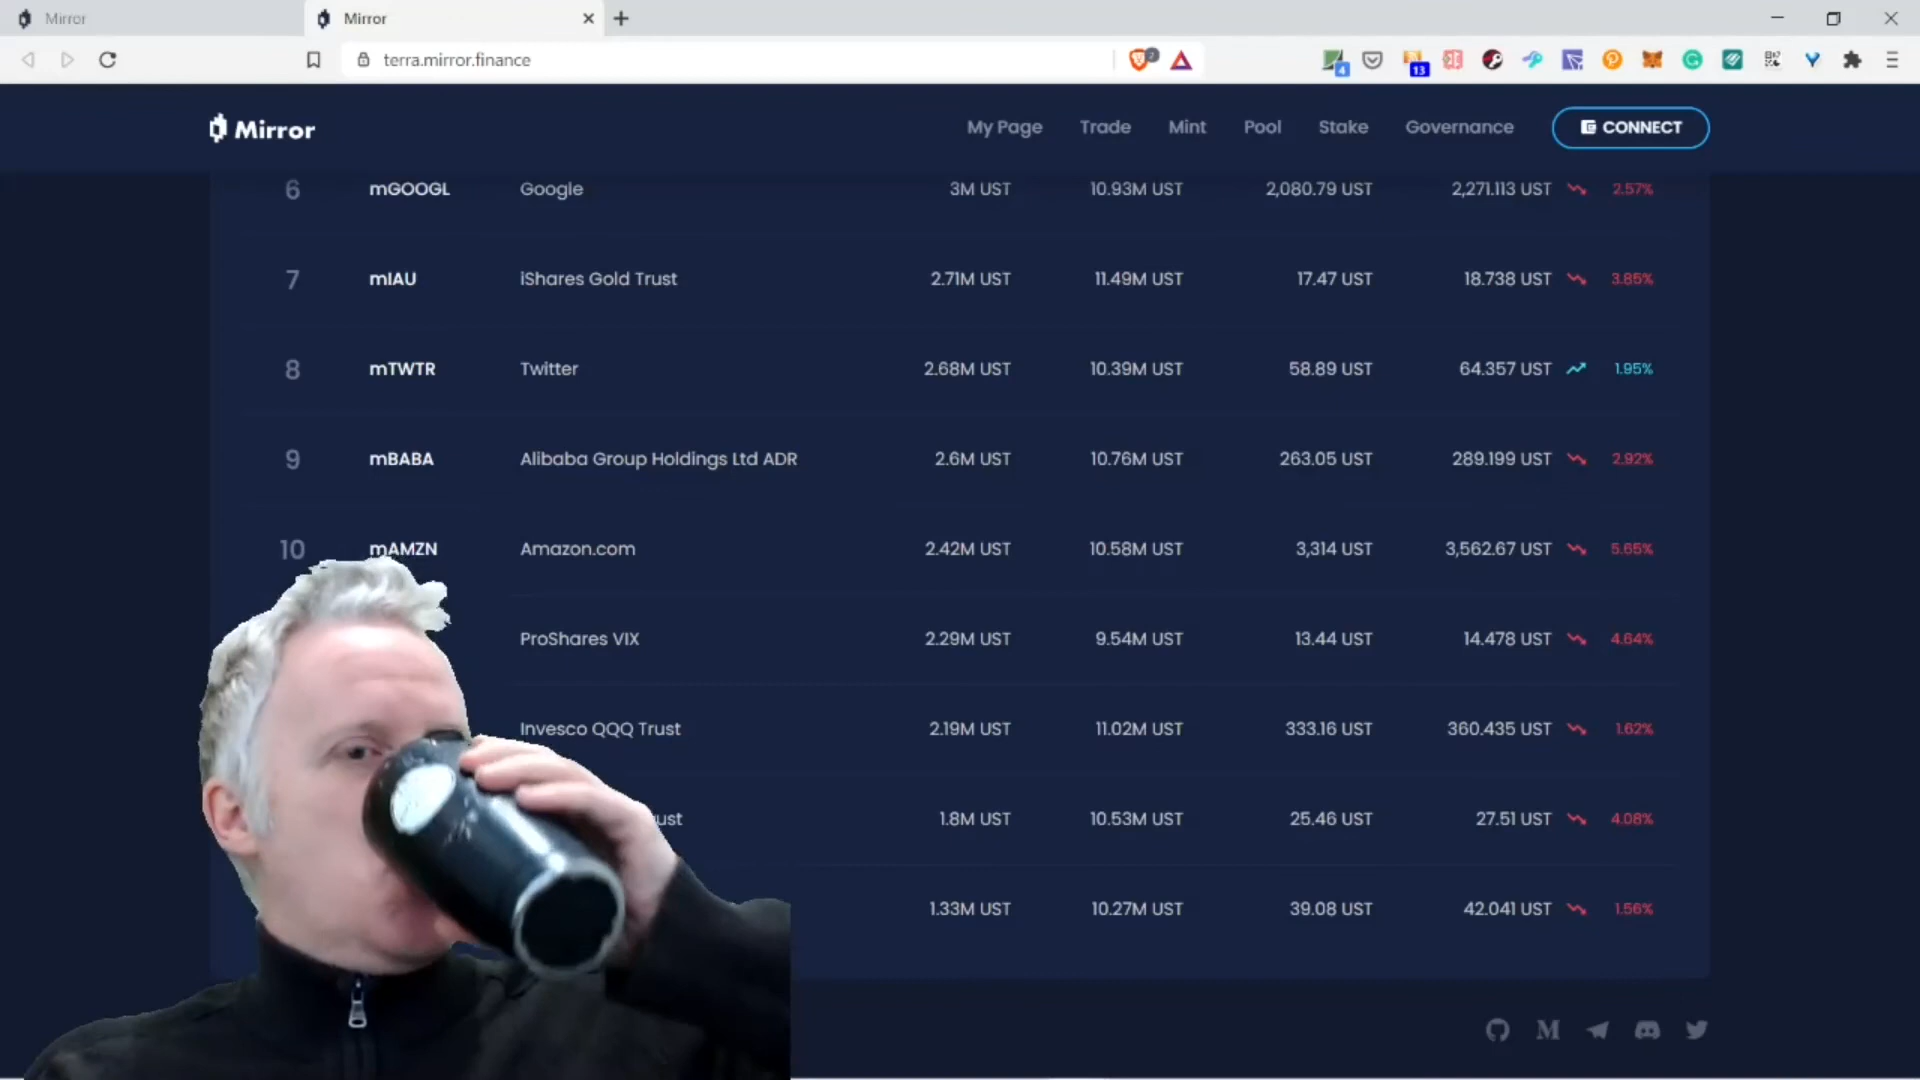 Mirror
Mirror
terra.mirror.finance
2
4
13
Mirror
My Page Trade Mint Pool Stake Governance CONNECT
6 mGOOGL Google 3M UST 10.93M UST 2,080.79 UST 2,271.113 UST 2.57%
7 mIAU iShares Gold Trust 2.71M UST 11.49M UST 17.47 UST 18.738 UST 3.85%
8 mTWTR Twitter 2.68M UST 10.39M UST 58.89 UST 64.357 UST 1.95%
9 mBABA Alibaba Group Holdings Ltd ADR 2.6M UST 10.76M UST 263.05 UST 289.199 UST 2.92%
10 mAMZN Amazon.com 2.42M UST 10.58M UST 3,314 UST 3,562.67 UST 5.65%
ProShares VIX 2.29M UST 9.54M UST 13.44 UST 14.478 UST 4.64%
Invesco QQQ Trust 2.19M UST 11.02M UST 333.16 UST 360.435 UST 1.62%
ust 1.8M UST 10.53M UST 25.46 UST 27.51 UST 4.08%
1.33M UST 10.27M UST 39.08 UST 42.041 UST 1.56%